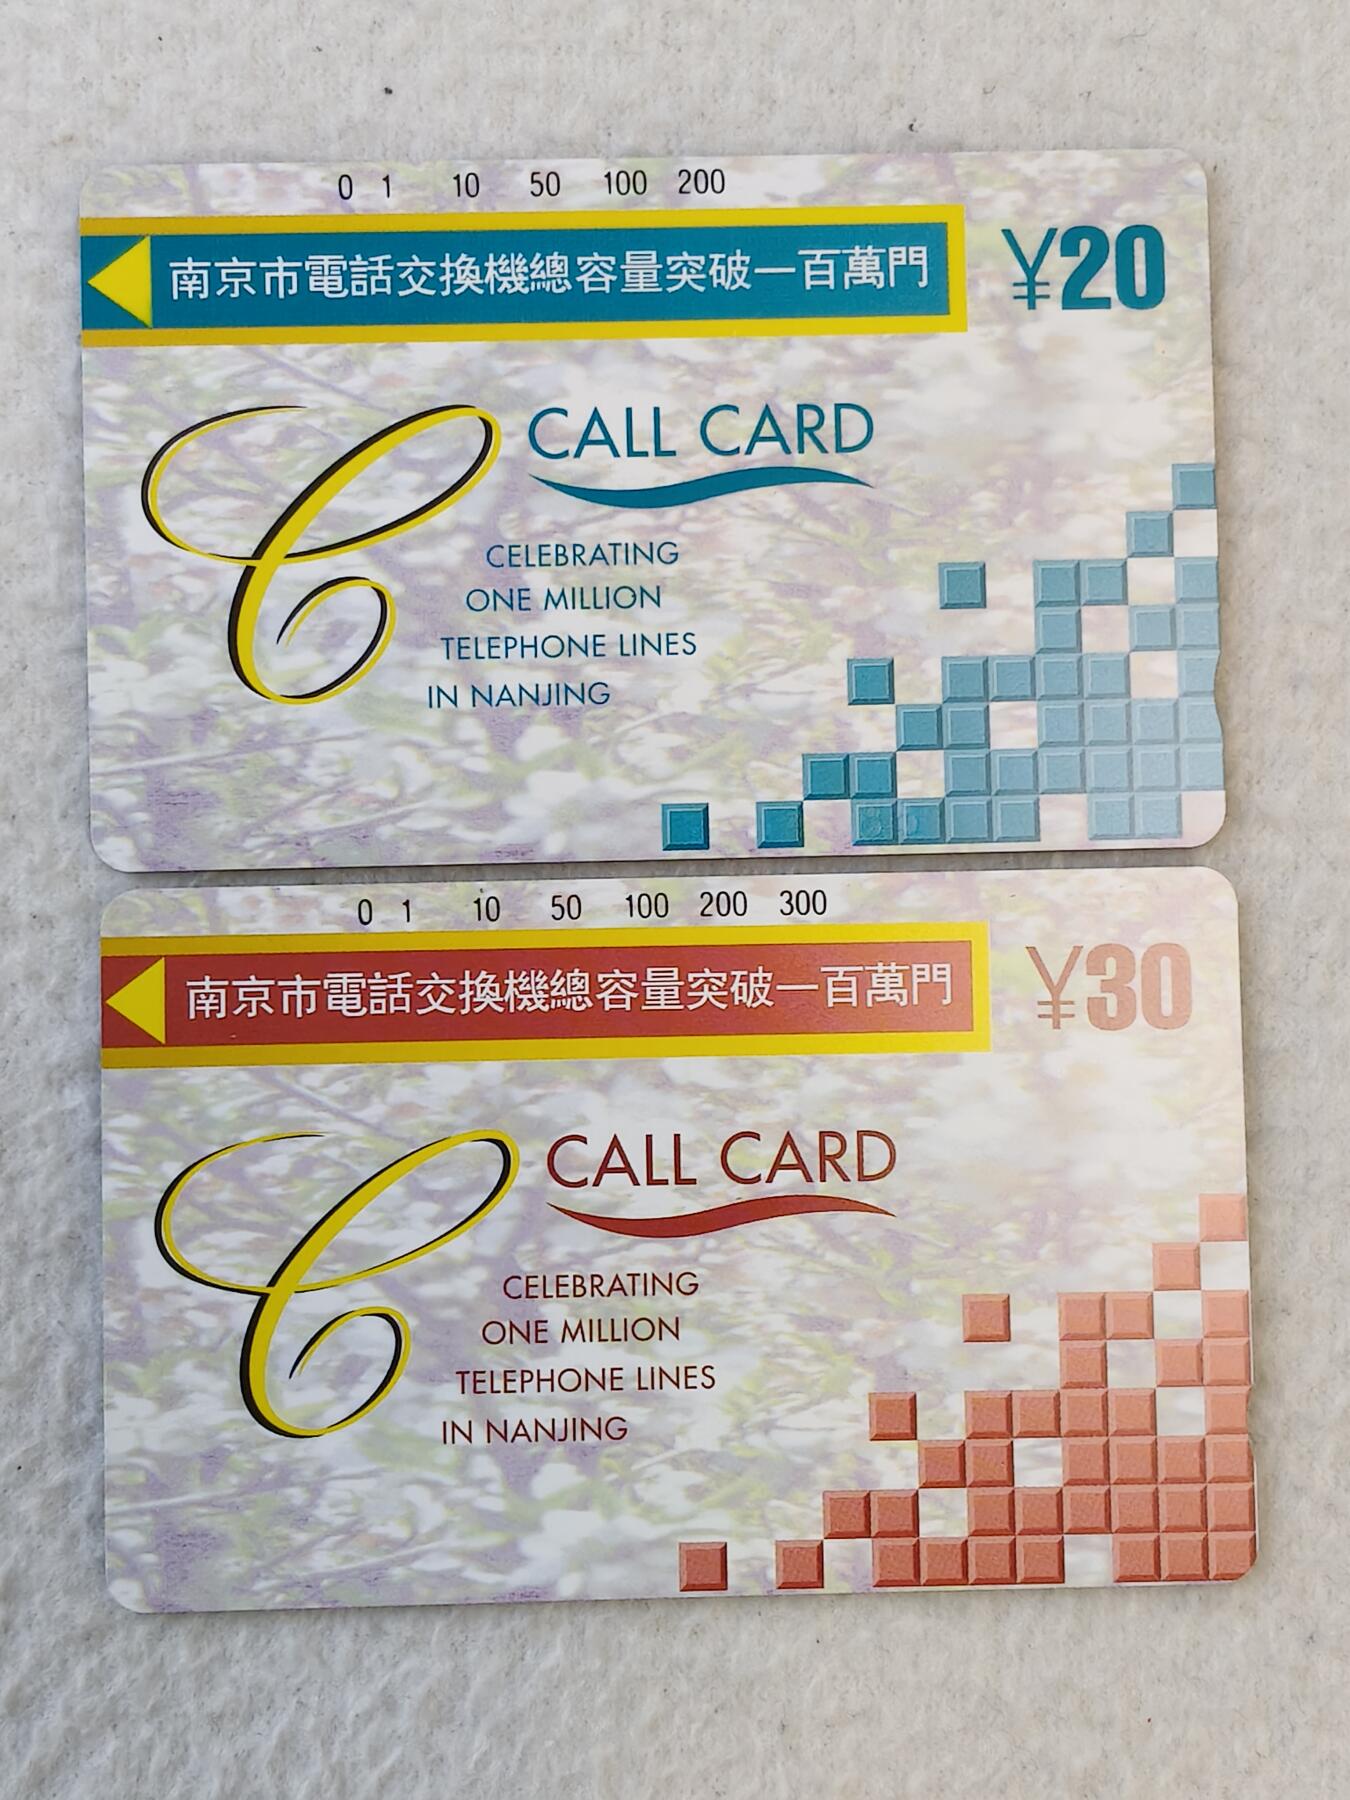 0 1 10 50 100 200
南京市電話交換機總容量突破一百萬門 ¥20
CALL CARD
CELEBRATING
ONE MILLION
TELEPHONE LINES
IN NANJING
0 1 10 50 100 200 300
南京市電話交換機總容量突破一百萬門 ¥30
CALL CARD
CELEBRATING
ONE MILLION
TELEPHONE LINES
IN NANJING